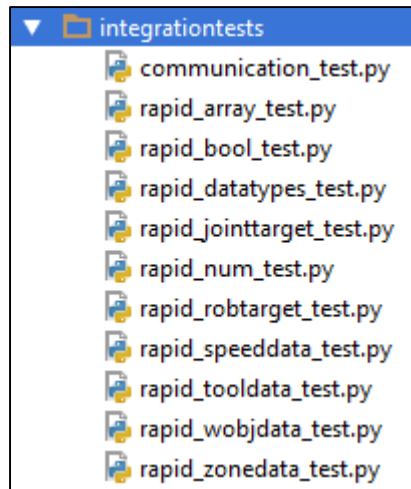 integrationtests
communication_test.py
rapid_array_test.py
rapid_bool_test.py
rapid_datatypes_test.py
rapid_jointtarget_test.py
rapid_num_test.py
rapid_robtarget_test.py
rapid_speeddata_test.py
rapid_tooldata_test.py
rapid_wobjdata_test.py
rapid_zonedata_test.py